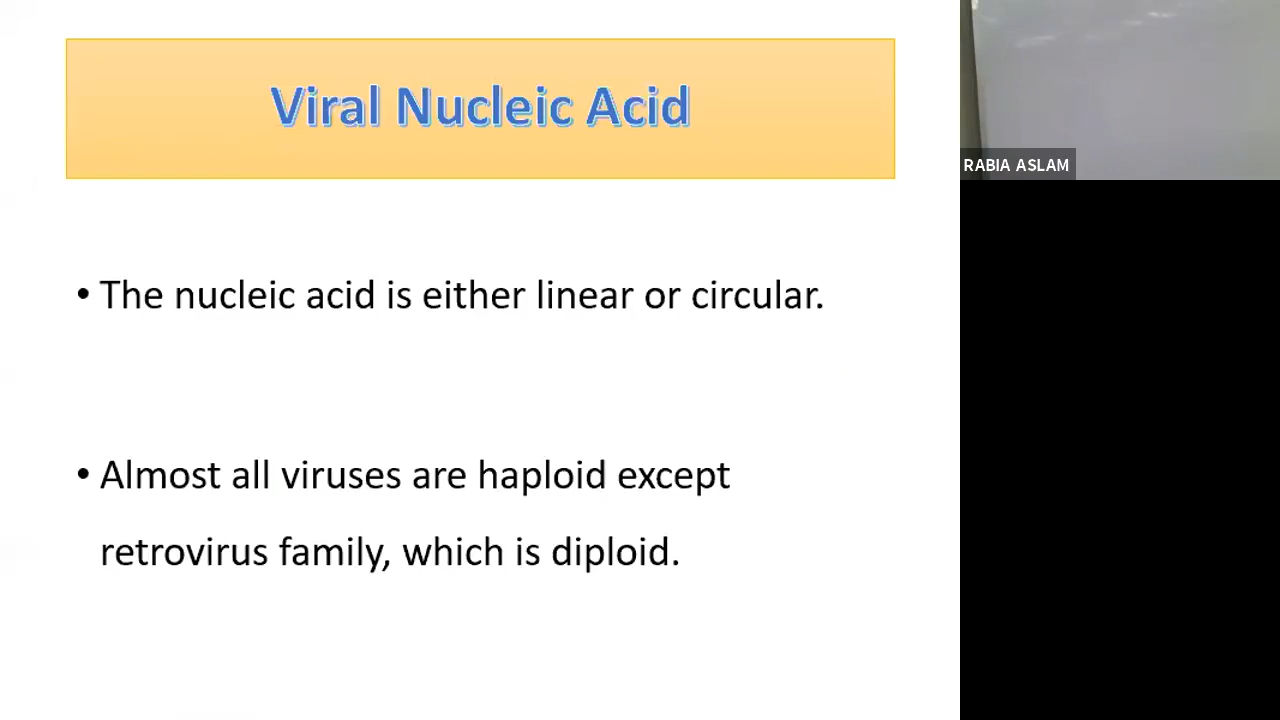 Viral Nucleic Acid
RABIA ASLAM
• The nucleic acid is either linear or circular.
• Almost all viruses are haploid except
retrovirus family, which is diploid.